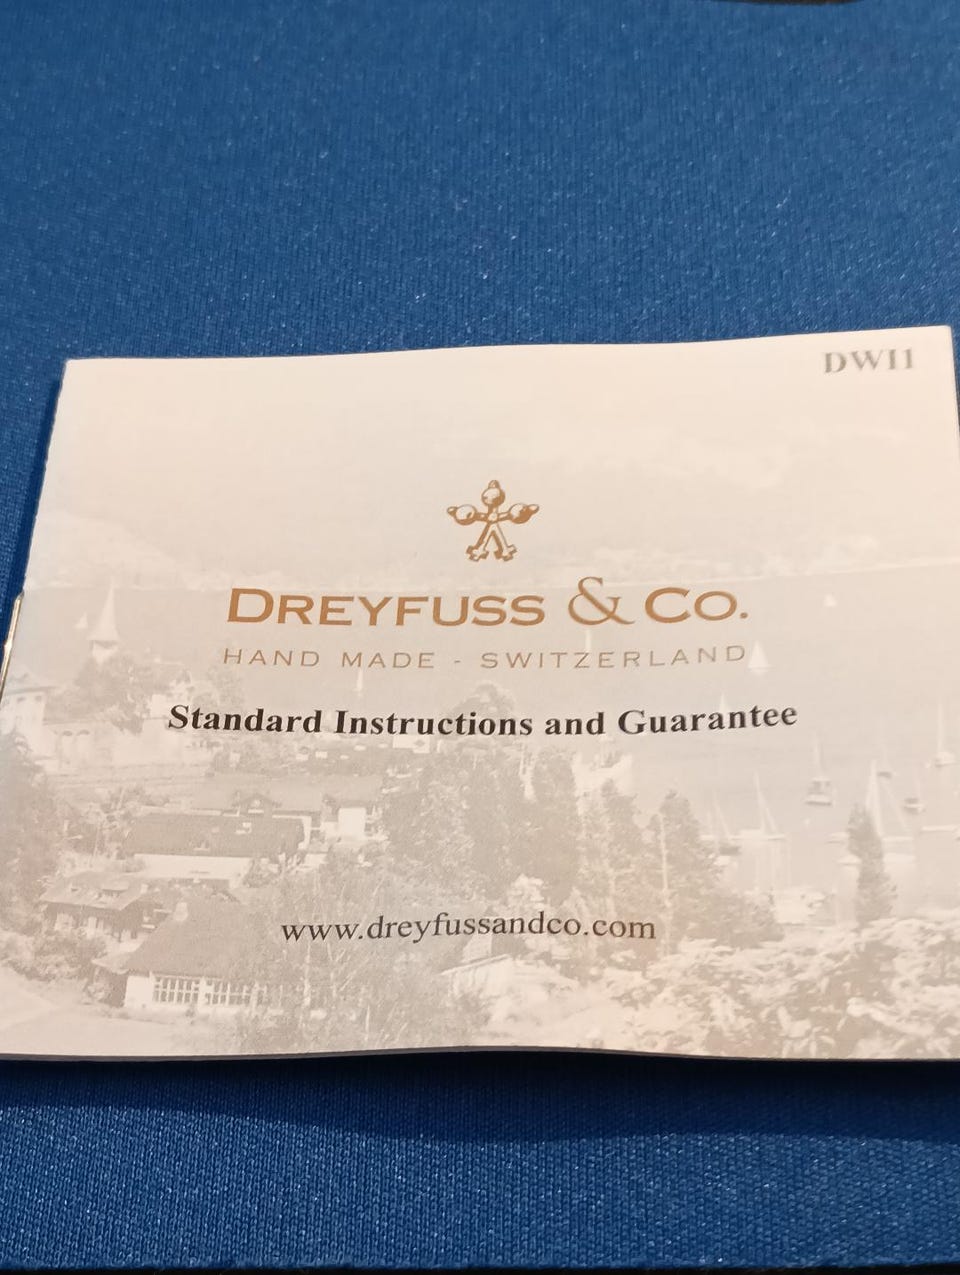 DWI1
DREYFUSS & CO.
HAND MADE - SWITZERLAND
Standard Instructions and Guarantee
www.dreyfussandco.com